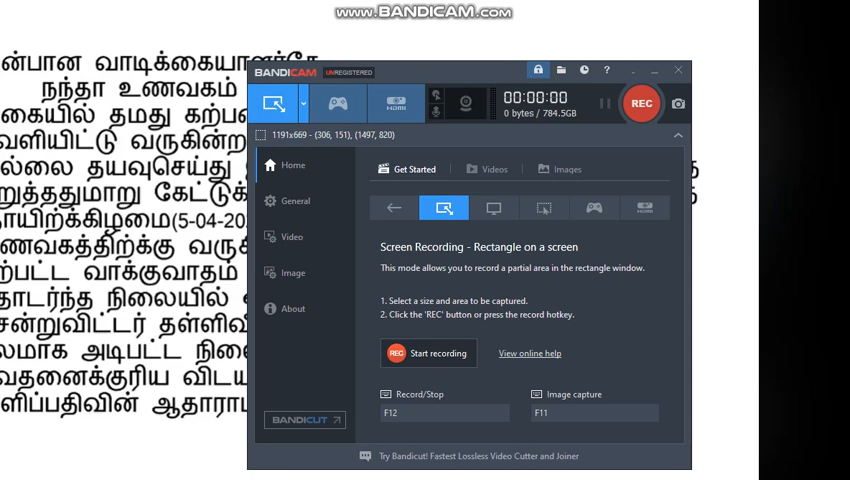 www.BANDICAM.com
ன்பான வாடிக்கையாளர்கே
நந்தா உணவகம்
கையில் தமது கற்ப
வளியிட்டு வருகின்ற
ல்லை தயவுசெய்து
றுத்ததுமாறு கேட்டுக்
ாயிற்க்கிழமை(5-04-20
ணவகத்திற்க்கு வருக
ற்பட்ட வாக்குவாதம்
தாடர்ந்த நிலையில்
சன்றுவிட்டர் தள்ளிவி
லமாக அடிபட்ட நிலை
வதனைக்குரிய விடய
ளிப்பதிவின் ஆதாராப
BANDICAM UNREGISTERED
HDMI
00:00:00
0 bytes / 784.5GB
REC
1191x669 - (306, 151), (1497, 820)
Home
General
Video
Image
About
BANDICUT
Get Started
Videos
Images
HDMI
Screen Recording - Rectangle on a screen
This mode allows you to record a partial area in the rectangle window.
1. Select a size and area to be captured.
2. Click the 'REC' button or press the record hotkey.
REC Start recording
View online help
Record/Stop
Image capture
F12
F11
Try Bandicut! Fastest Lossless Video Cutter and Joiner